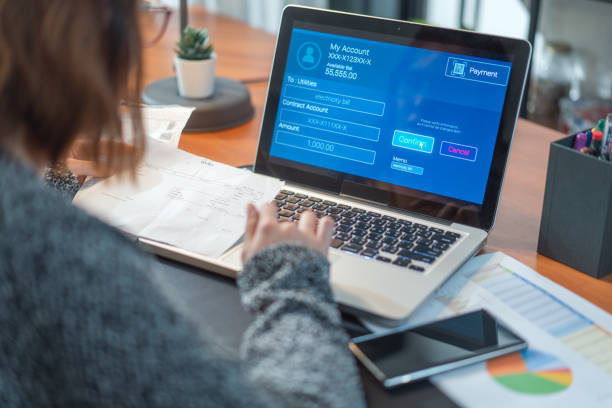 My Account
XXX-X123XX-X
Available Bal
55,555.00
Payment
To : Utilities
electricity bill
Contract Account
XXX-X11XXX-X
Amount
1,000.00
Confirm
Cancel
Memo